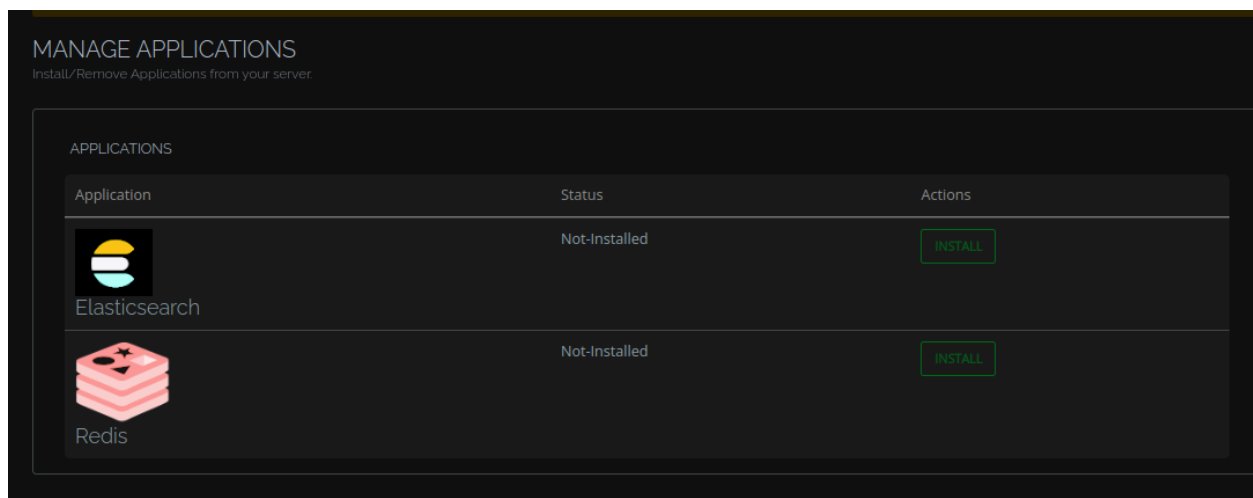 MANAGE APPLICATIONS
Install/Remove Applications from your server.
APPLICATIONS
Application Status Actions
Not-Installed INSTALL
Elasticsearch
Not-Installed INSTALL
Redis